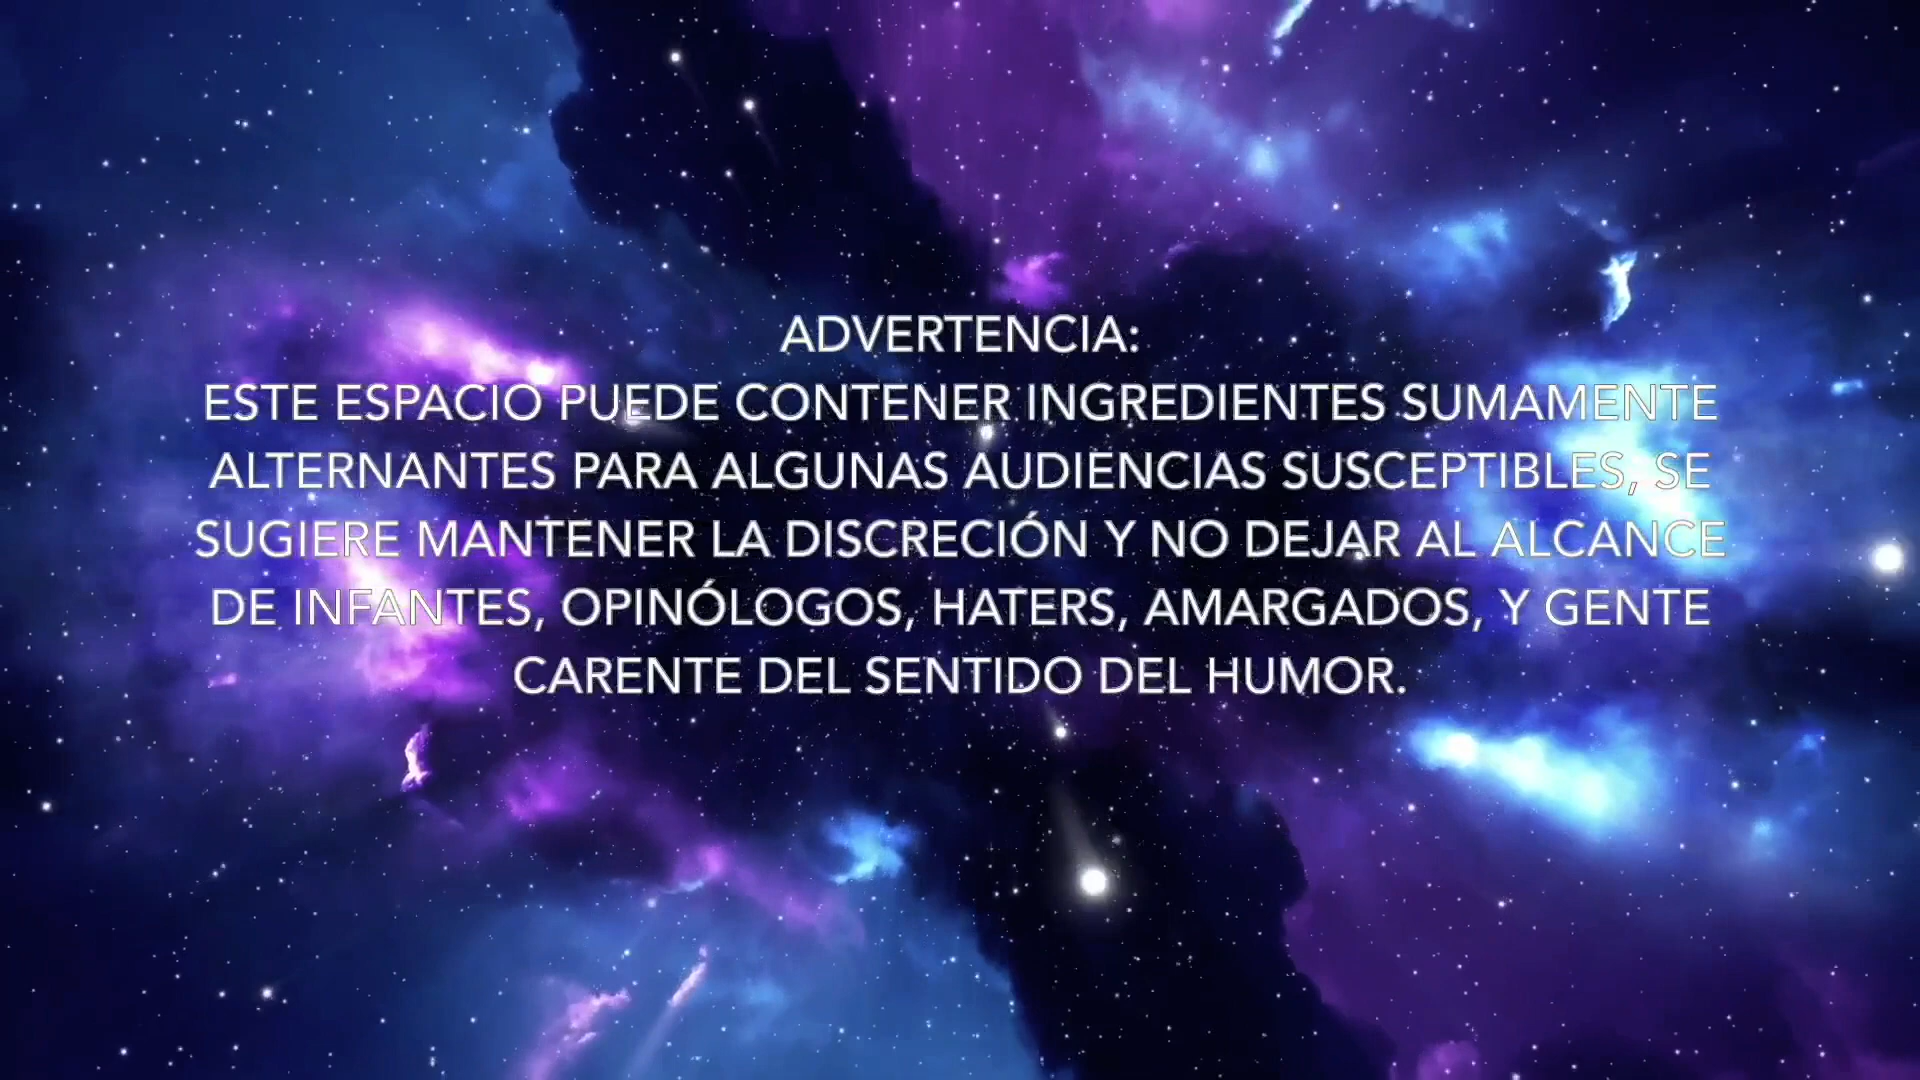 ADVERTENCIA:
ESTE ESPACIO PUEDE CONTENER INGREDIENTES SUMAMENTE
ALTERNANTES PARA ALGUNAS AUDIENCIAS SUSCEPTIBLES, SE
SUGIERE MANTENER LA DISCRECIÓN Y NO DEJAR AL ALCANCE
DE INFANTES, OPINÓLOGOS, HATERS, AMARGADOS, Y GENTE
CARENTE DEL SENTIDO DEL HUMOR.